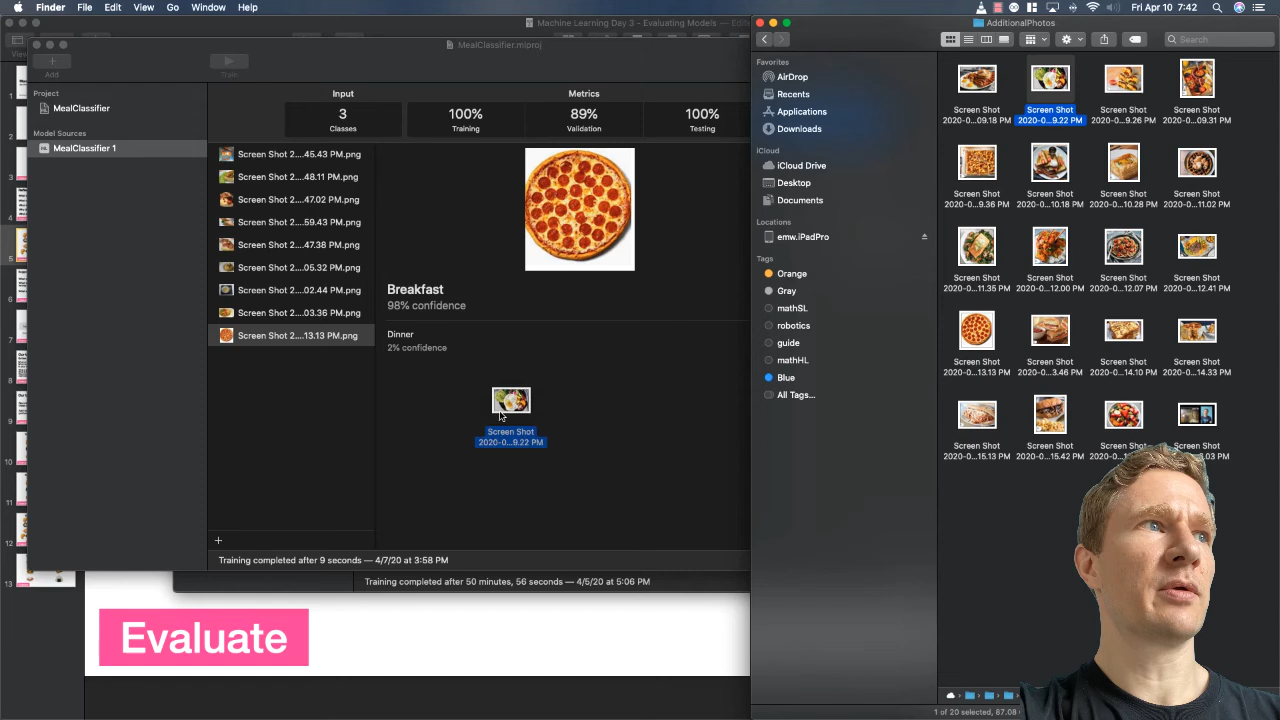 Finder File Edit View Go Window Help
Fri Apr 10 7:42
Machine Learning Day 3 - Evaluating Models
MealClassifier.mlproj
AdditionalPhotos
Search
Add
Train
Project
MealClassifier
Model Sources
MealClassifier 1
Input
3
Classes
100%
Training
Metrics
89%
Validation
100%
Testing
Screen Shot 2....45.43 PM.png
Screen Shot 2....48.11 PM.png
Screen Shot 2....47.02 PM.png
Screen Shot 2....59.43 PM.png
Screen Shot 2....47.38 PM.png
Screen Shot 2....05.32 PM.png
Screen Shot 2....02.44 PM.png
Screen Shot 2....03.36 PM.png
Screen Shot 2....13.13 PM.png
Breakfast
98% confidence
Dinner
2% confidence
Screen Shot
2020-0...9.22 PM
Training completed after 9 seconds — 4/7/20 at 3:58 PM
Training completed after 50 minutes, 56 seconds — 4/5/20 at 5:06 PM
Evaluate
Favorites
AirDrop
Recents
Applications
Downloads
iCloud
iCloud Drive
Desktop
Documents
Locations
emw.iPadPro
Tags
Orange
Gray
mathSL
robotics
guide
mathHL
Blue
All Tags...
Screen Shot Screen Shot Screen Shot Screen Shot
2020-0...09.18 PM 2020-0...9.22 PM 2020-0...9.26 PM 2020-0...09.31 PM
Screen Shot Screen Shot Screen Shot Screen Shot
2020-0...9.36 PM 2020-0...10.18 PM 2020-0...10.28 PM 2020-0...11.02 PM
Screen Shot Screen Shot Screen Shot Screen Shot
2020-0...11.35 PM 2020-0...12.00 PM 2020-0...12.07 PM 2020-0...12.41 PM
Screen Shot Screen Shot Screen Shot Screen Shot
2020-0...13.13 PM 2020-0...3.46 PM 2020-0...14.10 PM 2020-0...14.33 PM
Screen Shot Screen Shot Screen Shot Screen Shot
2020-0...15.13 PM 2020-0...15.42 PM
1 of 20 selected, 87.08